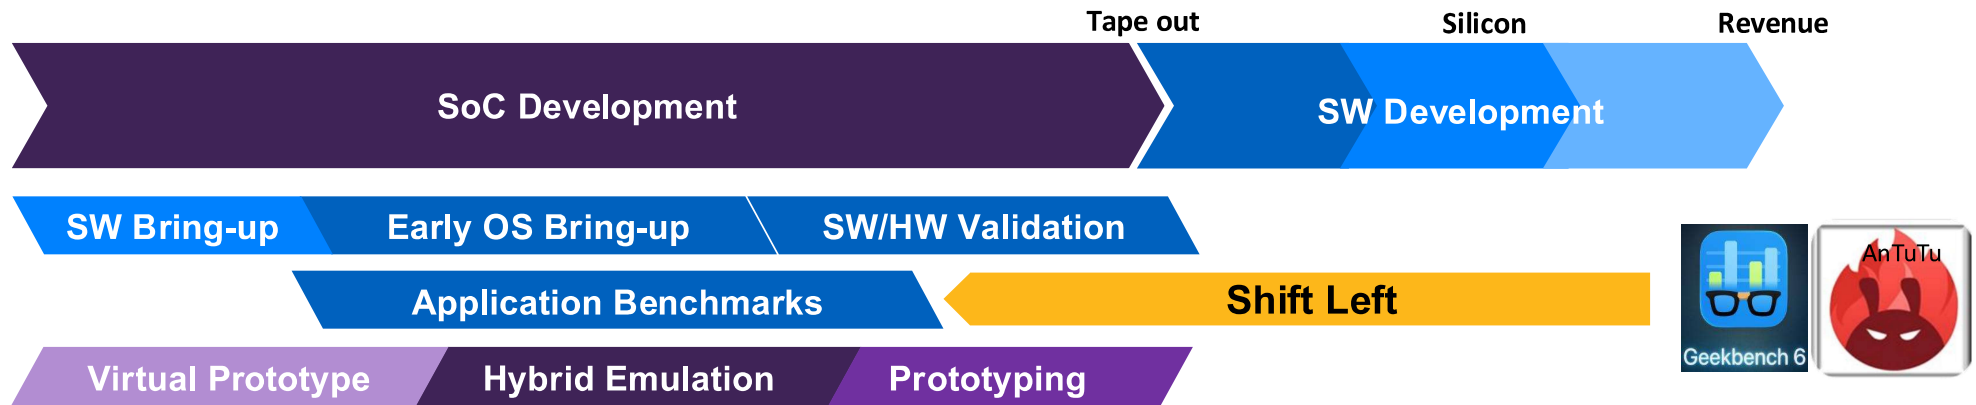 Tape out
Silicon
Revenue
SoC Development
SW Development
SW Bring-up
Early OS Bring-up
SW/HW Validation
AnTuTu
Application Benchmarks
Shift Left
Geekbench 6
Virtual Prototype
Hybrid Emulation
Prototyping